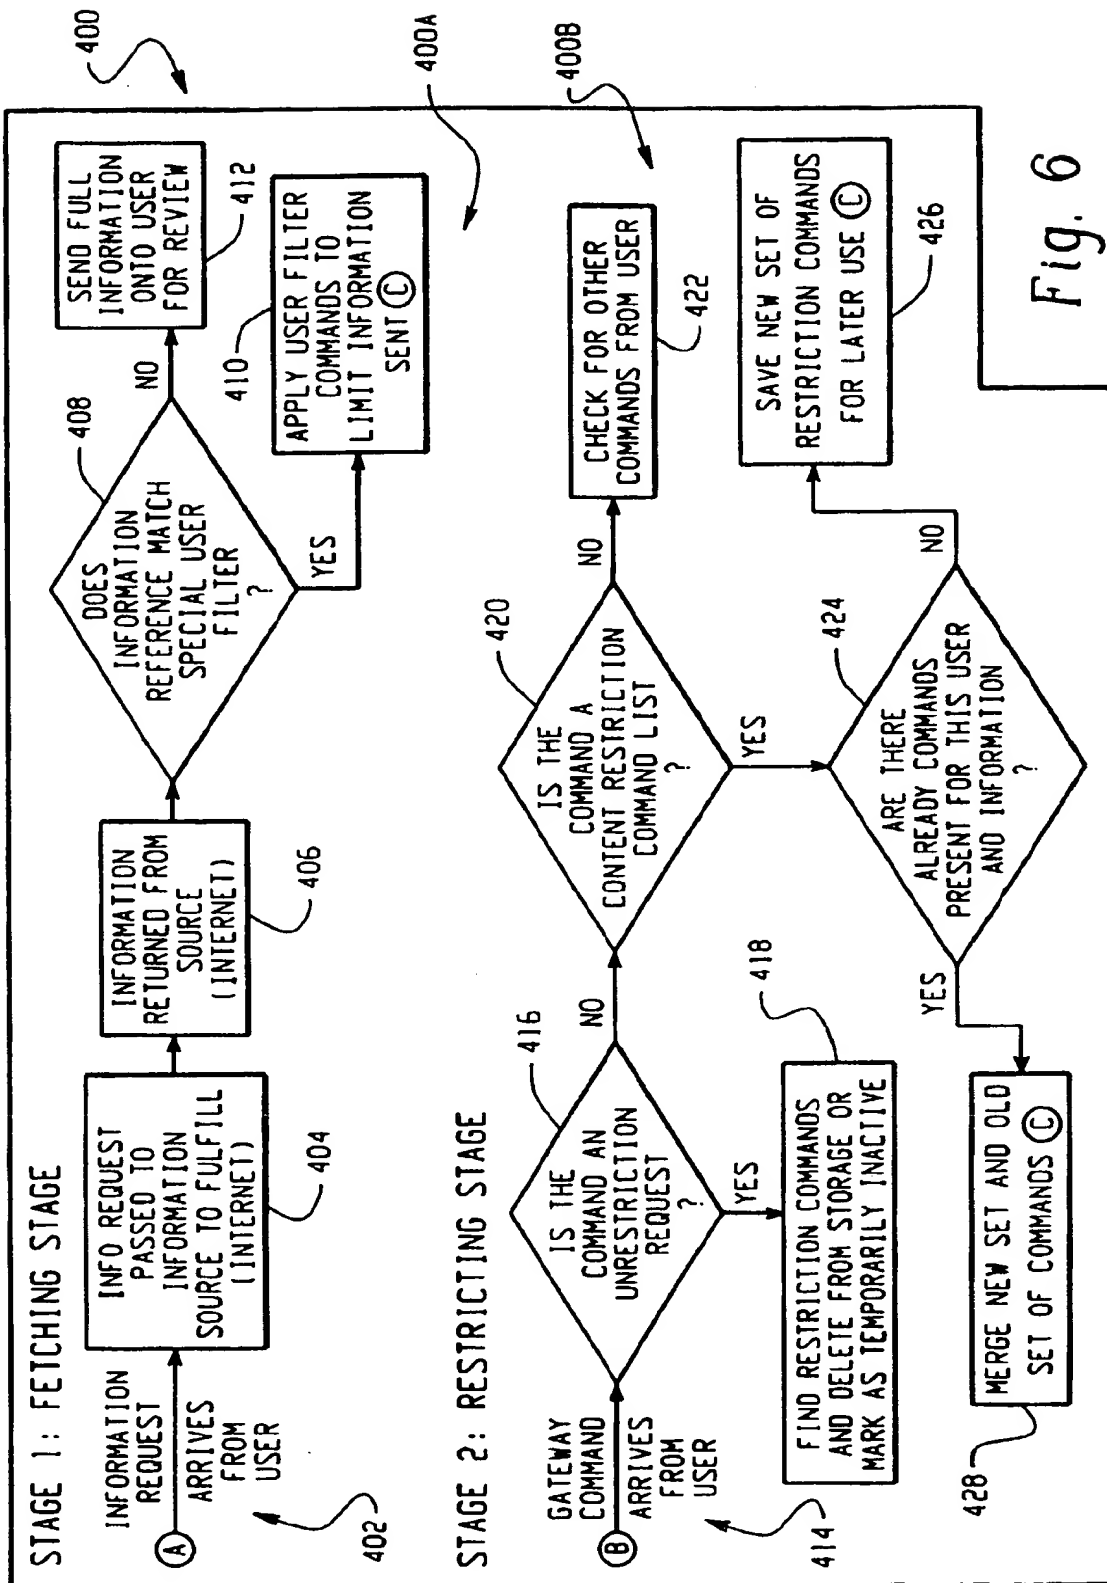 400
STAGE 1: FETCHING STAGE
INFORMATION
REQUEST
A
ARRIVES
FROM
USER
402
INFO REQUEST
PASSED TO
INFORMATION
SOURCE TO FULFILL
(INTERNET)
404
INFORMATION
RETURNED FROM
SOURCE
(INTERNET)
406
DOES
INFORMATION
REFERENCE MATCH
SPECIAL USER
FILTER
?
408
NO
SEND FULL
INFORMATION
ONTO USER
FOR REVIEW
412
YES
410
APPLY USER FILTER
COMMANDS TO
LIMIT INFORMATION
SENT C
400A
STAGE 2: RESTRICTING STAGE
400B
GATEWAY
COMMAND
B
ARRIVES
FROM
USER
414
IS THE
COMMAND AN
UNRESTRICTION
REQUEST
?
416
NO
YES
FIND RESTRICTION COMMANDS
AND DELETE FROM STORAGE OR
MARK AS TEMPORARILY INACTIVE
418
IS THE
COMMAND A
CONTENT RESTRICTION
COMMAND LIST
?
420
NO
CHECK FOR OTHER
COMMANDS FROM USER
422
YES
ARE THERE
ALREADY COMMANDS
PRESENT FOR THIS USER
AND INFORMATION
?
424
NO
SAVE NEW SET OF
RESTRICTION COMMANDS
FOR LATER USE C
426
YES
MERGE NEW SET AND OLD
SET OF COMMANDS C
428
Fig. 6